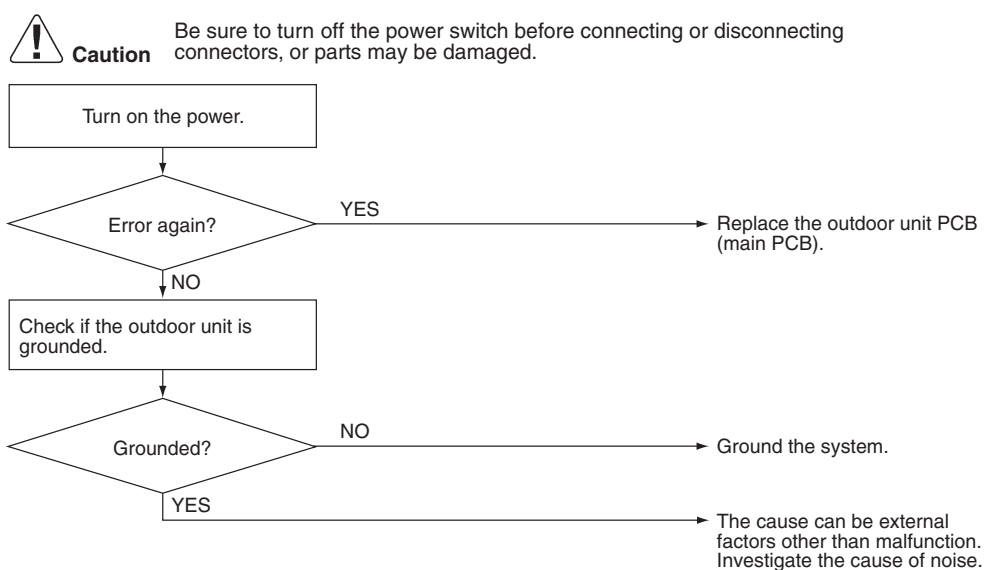 Be sure to turn off the power switch before connecting or disconnecting
Caution connectors, or parts may be damaged.
Turn on the power.
Error again?
YES
Replace the outdoor unit PCB
(main PCB).
NO
Check if the outdoor unit is
grounded.
Grounded?
NO
Ground the system.
YES
The cause can be external
factors other than malfunction.
Investigate the cause of noise.